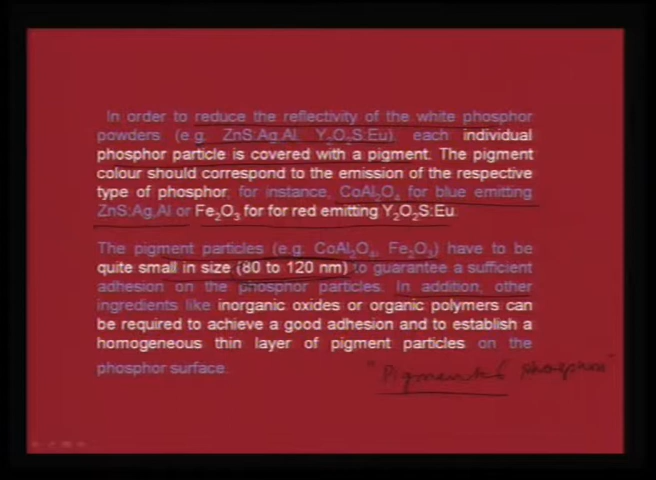 In order to reduce the reflectivity of the white phosphor
powders (e.g. ZnS:Ag,Al, Y₂O₂S:Eu), each individual
phosphor particle is covered with a pigment. The pigment
colour should correspond to the emission of the respective
type of phosphor, for instance, CoAl₂O₄ for blue emitting
ZnS:Ag,Al or Fe₂O₃ for for red emitting Y₂O₂S:Eu.
The pigment particles (e.g. CoAl₂O₄, Fe₂O₃) have to be
quite small in size (80 to 120 nm) to guarantee a sufficient
adhesion on the phosphor particles. In addition, other
ingredients like inorganic oxides or organic polymers can
be required to achieve a good adhesion and to establish a
homogeneous thin layer of pigment particles on the
phosphor surface.
"Pigmented phosphors"